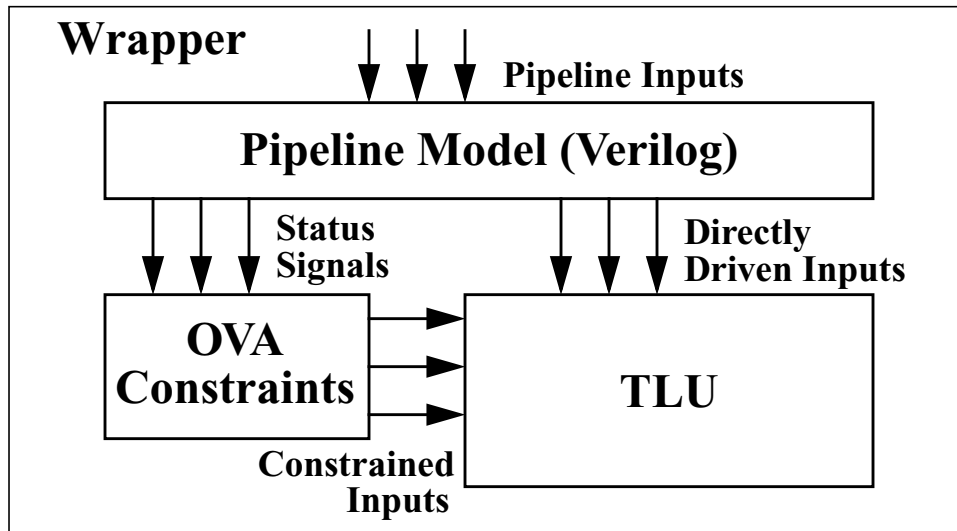 Wrapper
Pipeline Inputs
Pipeline Model (Verilog)
Status
Signals
Directly
Driven Inputs
OVA
Constraints
TLU
Constrained
Inputs